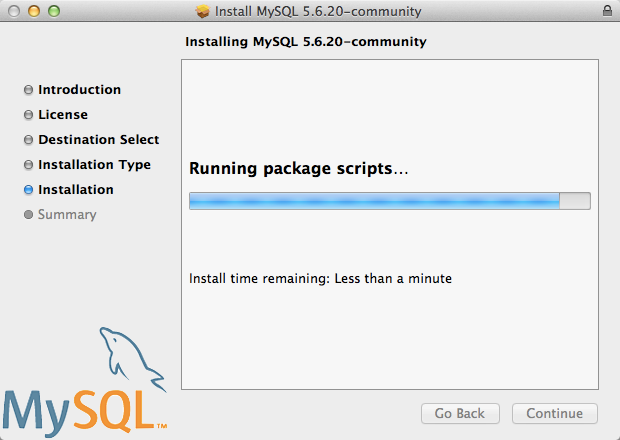 Install MySQL 5.6.20-community
Installing MySQL 5.6.20-community
Introduction
License
Destination Select
Installation Type
Installation
Summary
Running package scripts...
Install time remaining: Less than a minute
MySQL™
Go Back
Continue